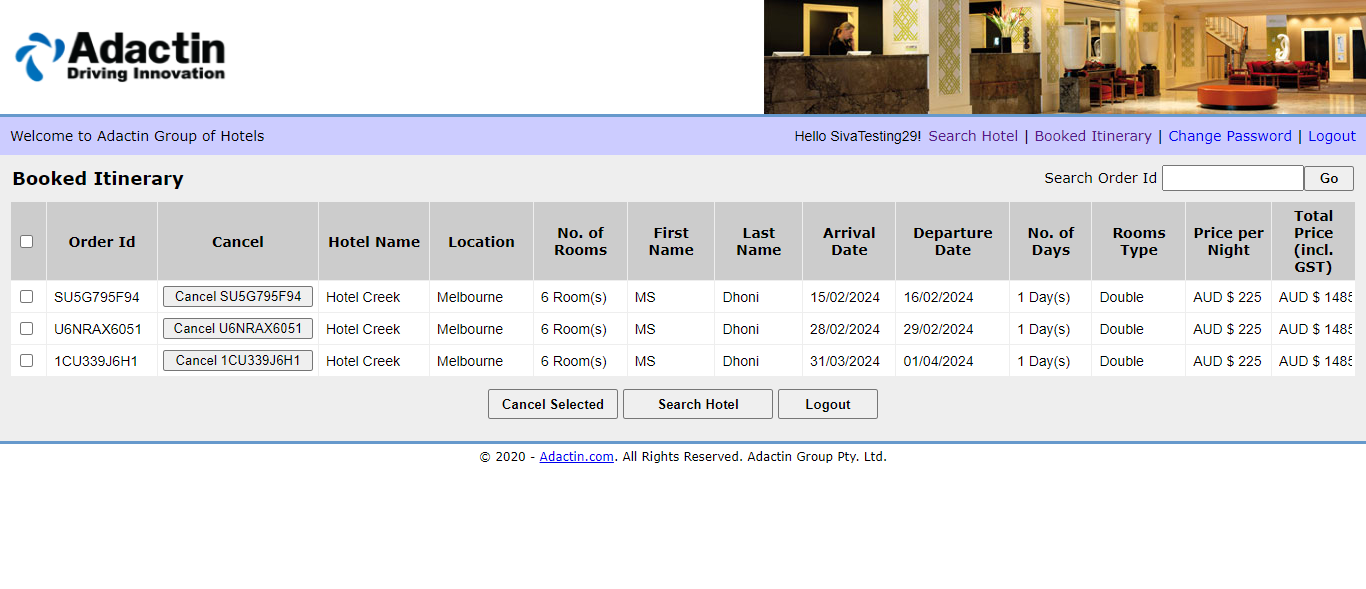 Adactin
Driving Innovation
Welcome to Adactin Group of Hotels
Hello SivaTesting29! Search Hotel | Booked Itinerary | Change Password | Logout
Booked Itinerary
Search Order Id Go
Order Id Cancel Hotel Name Location No. of Rooms First Name Last Name Arrival Date Departure Date No. of Days Rooms Type Price per Night Total Price (incl. GST)
SU5G795F94 Cancel SU5G795F94 Hotel Creek Melbourne 6 Room(s) MS Dhoni 15/02/2024 16/02/2024 1 Day(s) Double AUD $ 225 AUD $ 1485
U6NRAX6051 Cancel U6NRAX6051 Hotel Creek Melbourne 6 Room(s) MS Dhoni 28/02/2024 29/02/2024 1 Day(s) Double AUD $ 225 AUD $ 1485
1CU339J6H1 Cancel 1CU339J6H1 Hotel Creek Melbourne 6 Room(s) MS Dhoni 31/03/2024 01/04/2024 1 Day(s) Double AUD $ 225 AUD $ 1485
Cancel Selected Search Hotel Logout
© 2020 - Adactin.com. All Rights Reserved. Adactin Group Pty. Ltd.